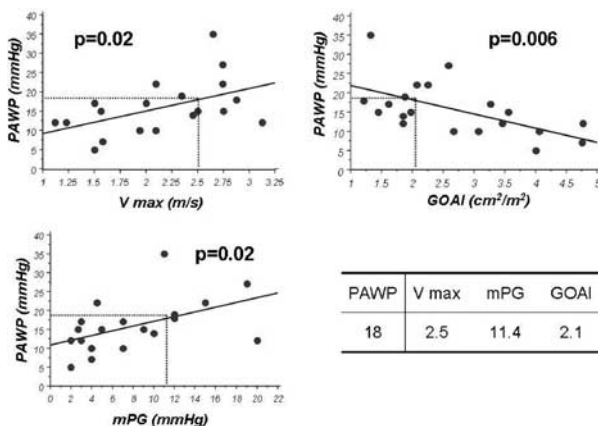 p=0.02
PAWP (mmHg)
40
35
30
25
20
15
10
5
0
1 1.25 1.5 1.75 2 2.25 2.5 2.75 3 3.25
V max (m/s)
p=0.006
PAWP (mmHg)
40
35
30
25
20
15
10
5
0
1 1.5 2 2.5 3 3.5 4 4.5 5
GOAI (cm²/m²)
p=0.02
PAWP (mmHg)
40
35
30
25
20
15
10
5
0
0 2 4 6 8 10 12 14 16 18 20 22
mPG (mmHg)
PAWP V max mPG GOAI
18 2.5 11.4 2.1